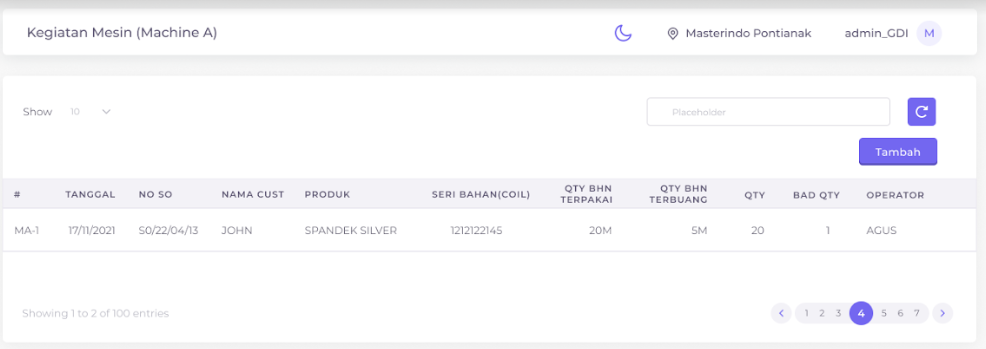 Kegiatan Mesin (Machine A) Masterindo Pontianak admin_GDI M
Show 10 Placeholder
Tambah
# TANGGAL NO SO NAMA CUST PRODUK SERI BAHAN(COIL) QTY BHN TERPAKAI QTY BHN TERBUANG QTY BAD QTY OPERATOR
MA-1 17/11/2021 SO/22/04/13 JOHN SPANDEK SILVER 1212122145 20M 5M 20 1 AGUS
Showing 1 to 2 of 100 entries 1 2 3 4 5 6 7